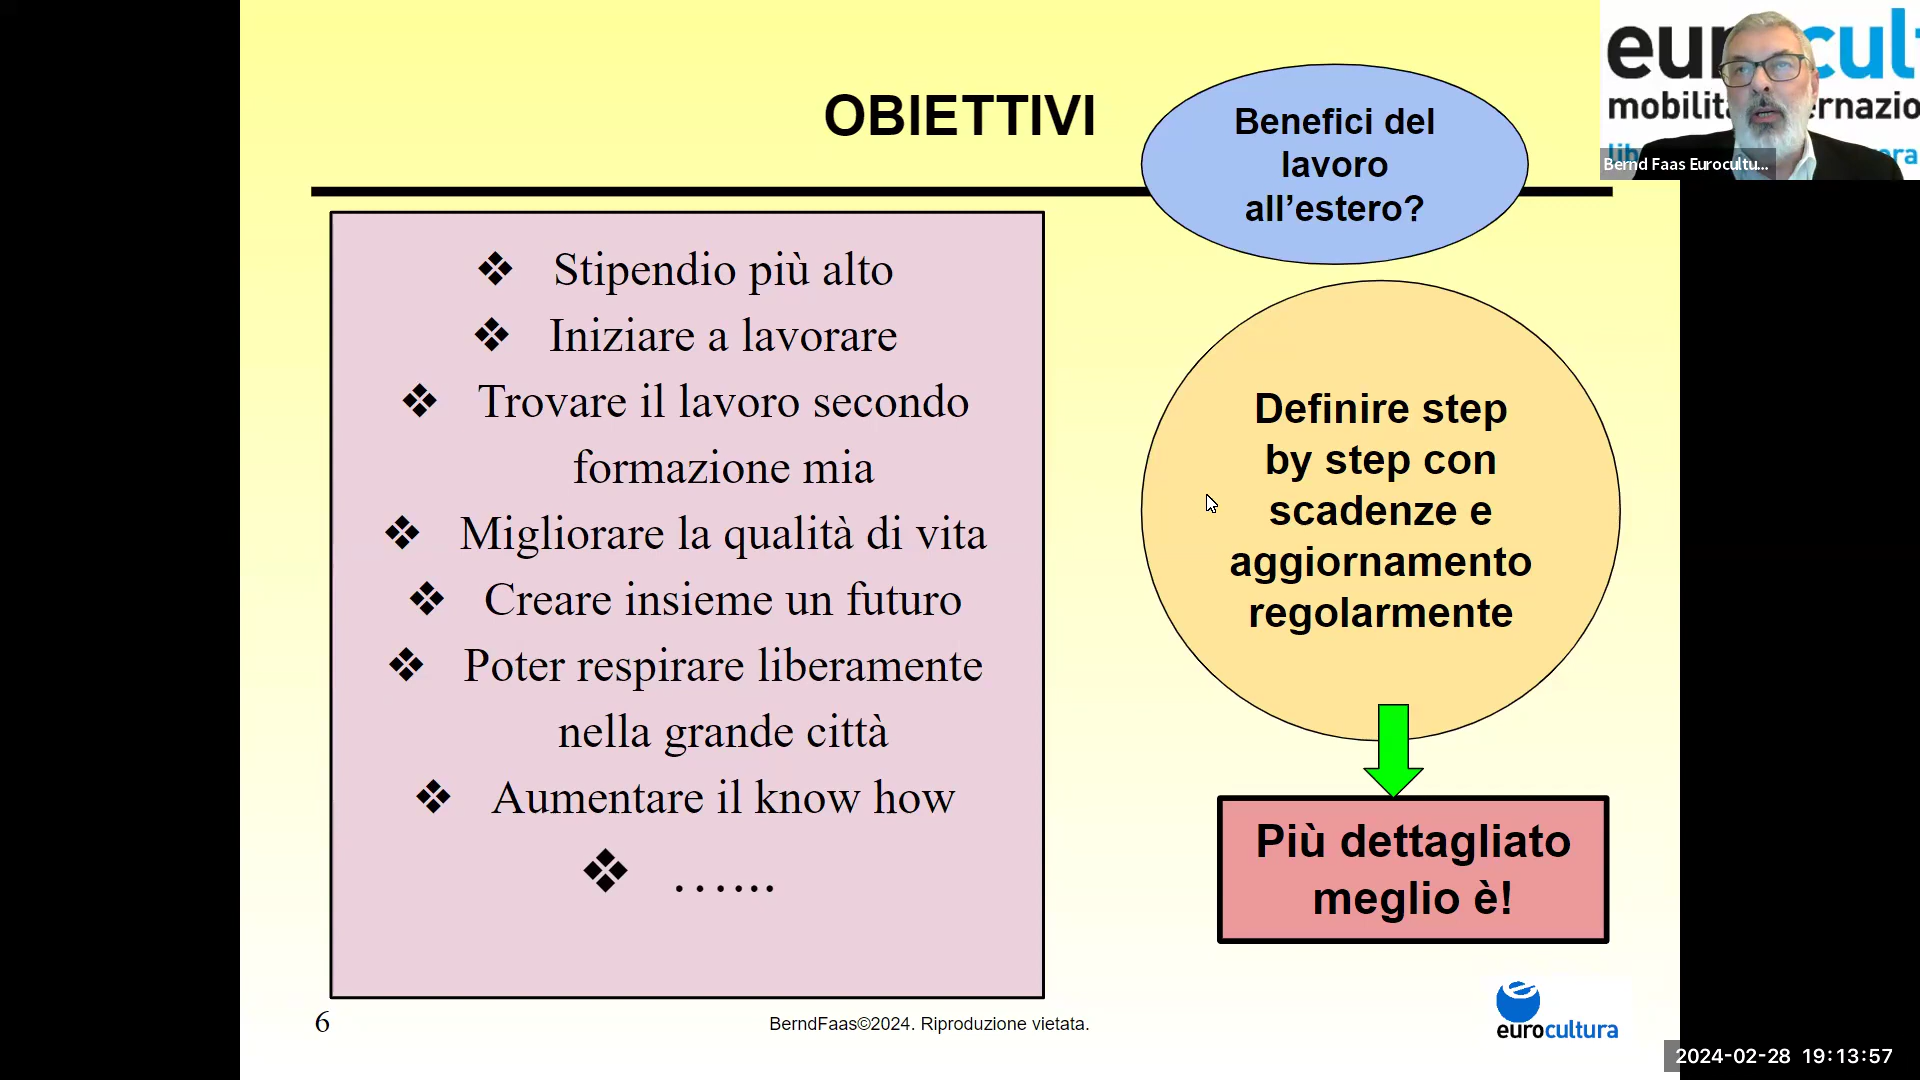 OBIETTIVI
Benefici del
lavoro
all’estero?
❖ Stipendio più alto
❖ Iniziare a lavorare
❖ Trovare il lavoro secondo
formazione mia
❖ Migliorare la qualità di vita
❖ Creare insieme un futuro
❖ Poter respirare liberamente
nella grande città
❖ Aumentare il know how
❖ …...
Definire step
by step con
scadenze e
aggiornamento
regolarmente
Più dettagliato
meglio è!
6
BerndFaas©2024. Riproduzione vietata.
eurocultura
Bernd Faas Eurocultu...
2024-02-28 19:13:57